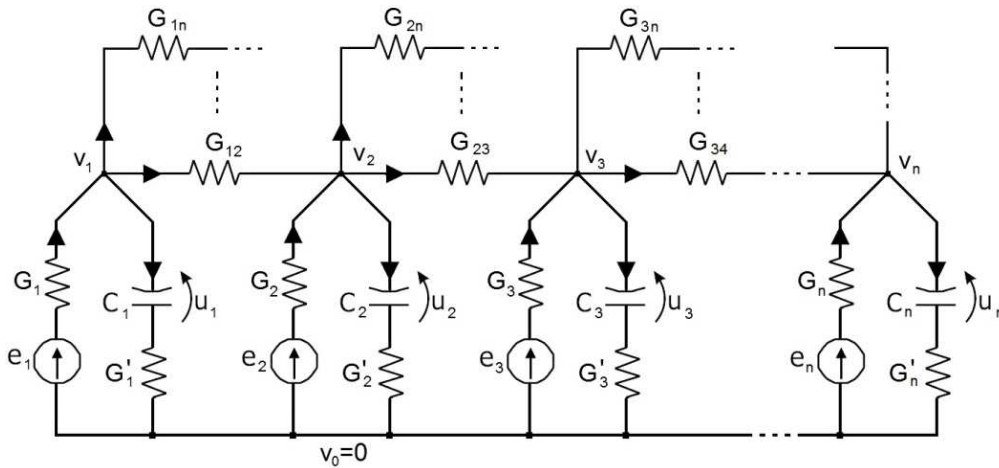 G1n G2n G3n
G12 G23 G34
v1 v2 v3 vn
G1 C1 u1 G2 C2 u2 G3 C3 u3 Gn Cn un
e1 G'1 e2 G'2 e3 G'3 en G'n
v0=0